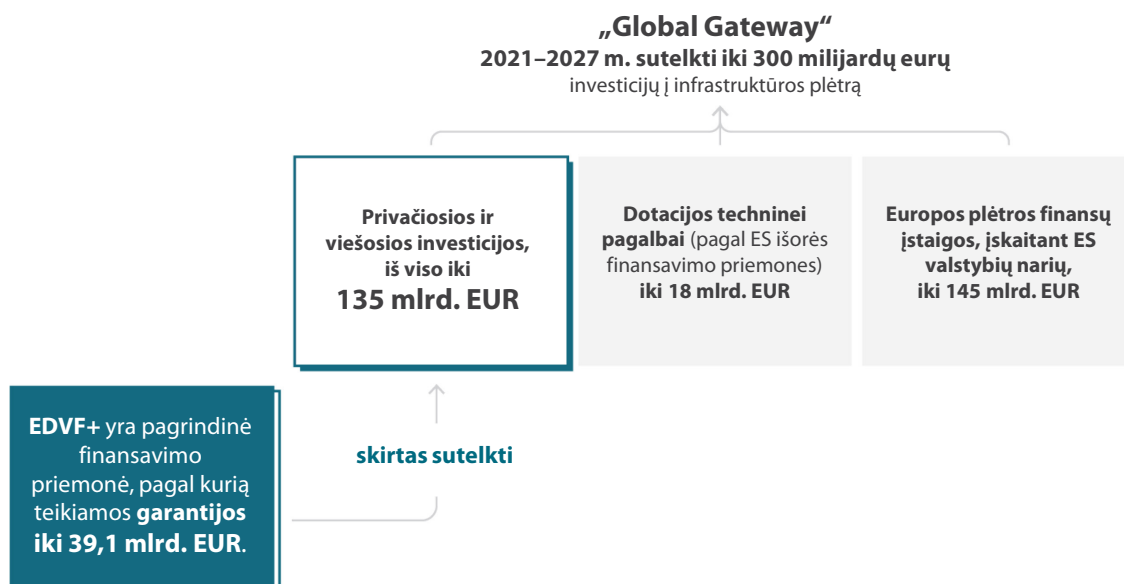 „Global Gateway“
2021–2027 m. sutelkti iki 300 milijardų eurų
investicijų į infrastruktūros plėtrą
Privačiosios ir
viešosios investicijos,
iš viso iki
135 mlrd. EUR
Dotacijos techninei
pagalbai (pagal ES išorės
finansavimo priemones)
iki 18 mlrd. EUR
Europos plėtros finansų
įstaigos, įskaitant ES
valstybių narių,
iki 145 mlrd. EUR
EDVF+ yra pagrindinė
finansavimo
priemonė, pagal kurią
teikiamos garantijos
iki 39,1 mlrd. EUR.
skirtas sutelkti